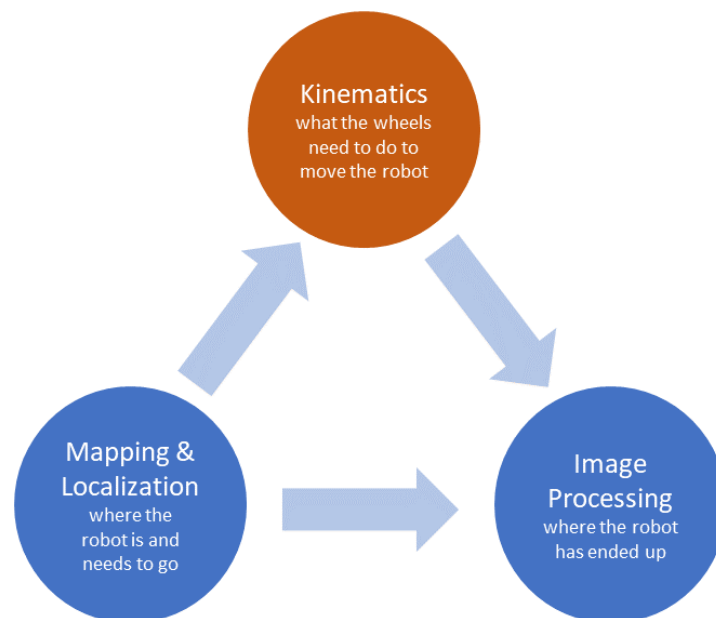 Kinematics
what the wheels
need to do to
move the robot
Mapping &
Localization
where the
robot is and
needs to go
Image
Processing
where the robot
has ended up